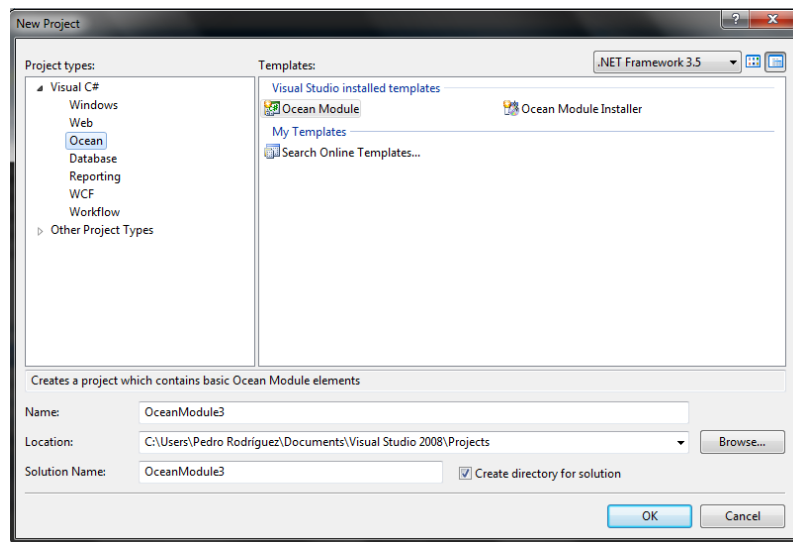 New Project
Project types:
Templates:
.NET Framework 3.5
Visual C#
Windows
Web
Ocean
Database
Reporting
WCF
Workflow
Other Project Types
Visual Studio installed templates
Ocean Module
Ocean Module Installer
My Templates
Search Online Templates...
Creates a project which contains basic Ocean Module elements
Name:
OceanModule3
Location:
C:\Users\Pedro Rodríguez\Documents\Visual Studio 2008\Projects
Browse...
Solution Name:
OceanModule3
Create directory for solution
OK
Cancel